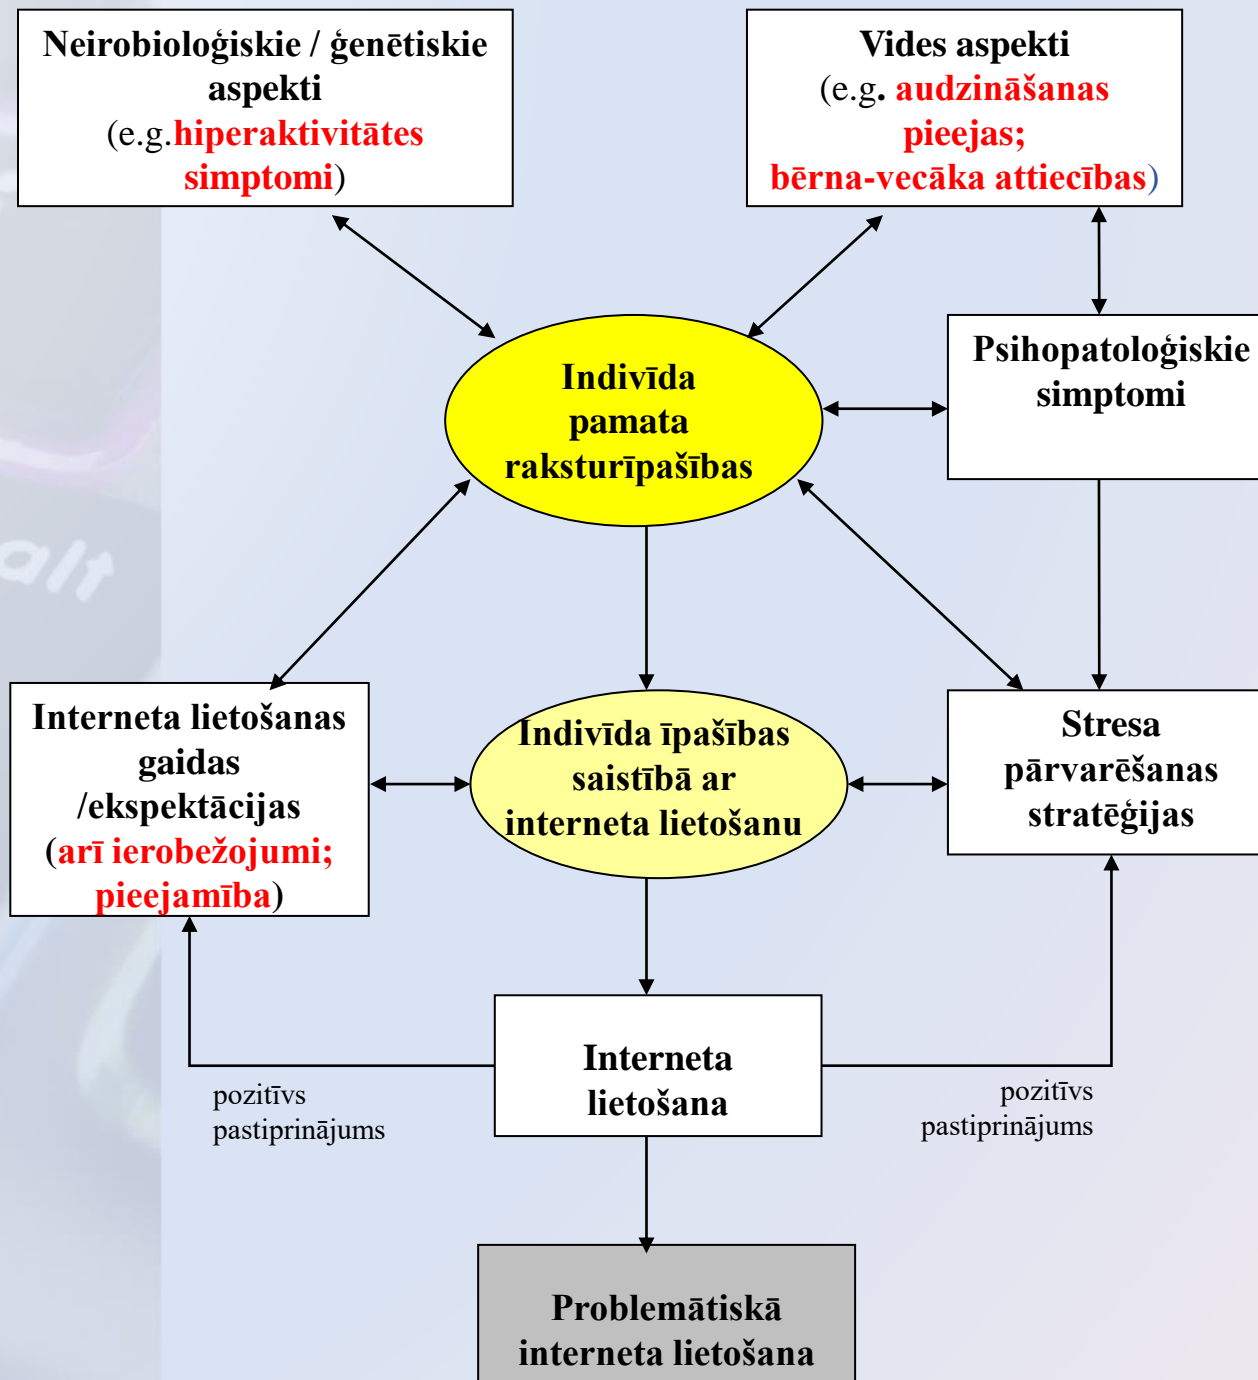 Neirobioloģiskie / ģenētiskie
aspekti
(e.g.hiperaktivitātes
simptomi)
Vides aspekti
(e.g. audzināšanas
pieejas;
bērna-vecāka attiecības)
Indivīda
pamata
raksturīpašības
Psihopatoloģiskie
simptomi
alt
Interneta lietošanas
gaidas
/ekspektācijas
(arī ierobežojumi;
pieejamība)
Indivīda īpašības
saistībā ar
interneta lietošanu
Stresa
pārvarēšanas
stratēģijas
Interneta
lietošana
pozitīvs
pastiprinājums
pozitīvs
pastiprinājums
Problemātiskā
interneta lietošana